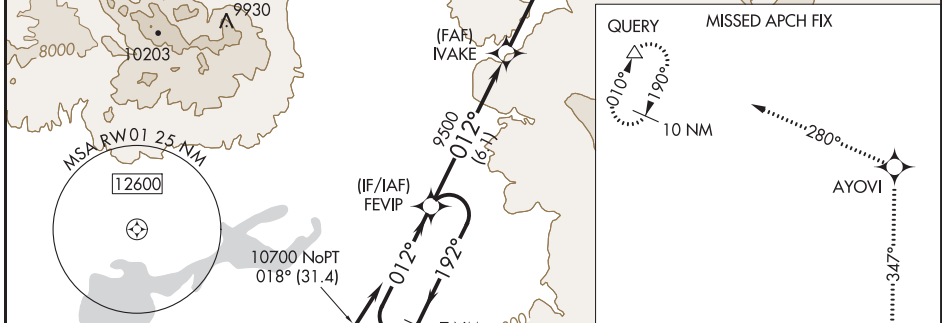 9930
10203
8000
MSA RW01 25 NM
12600
(FAF)
IVAKE
9500
012°
(6.1)
(IF/IAF)
FEVIP
10700 NoPT
018° (31.4)
012°
192°
MISSED APCH FIX
QUERY
010°
190°
10 NM
280°
AYOVI
347°